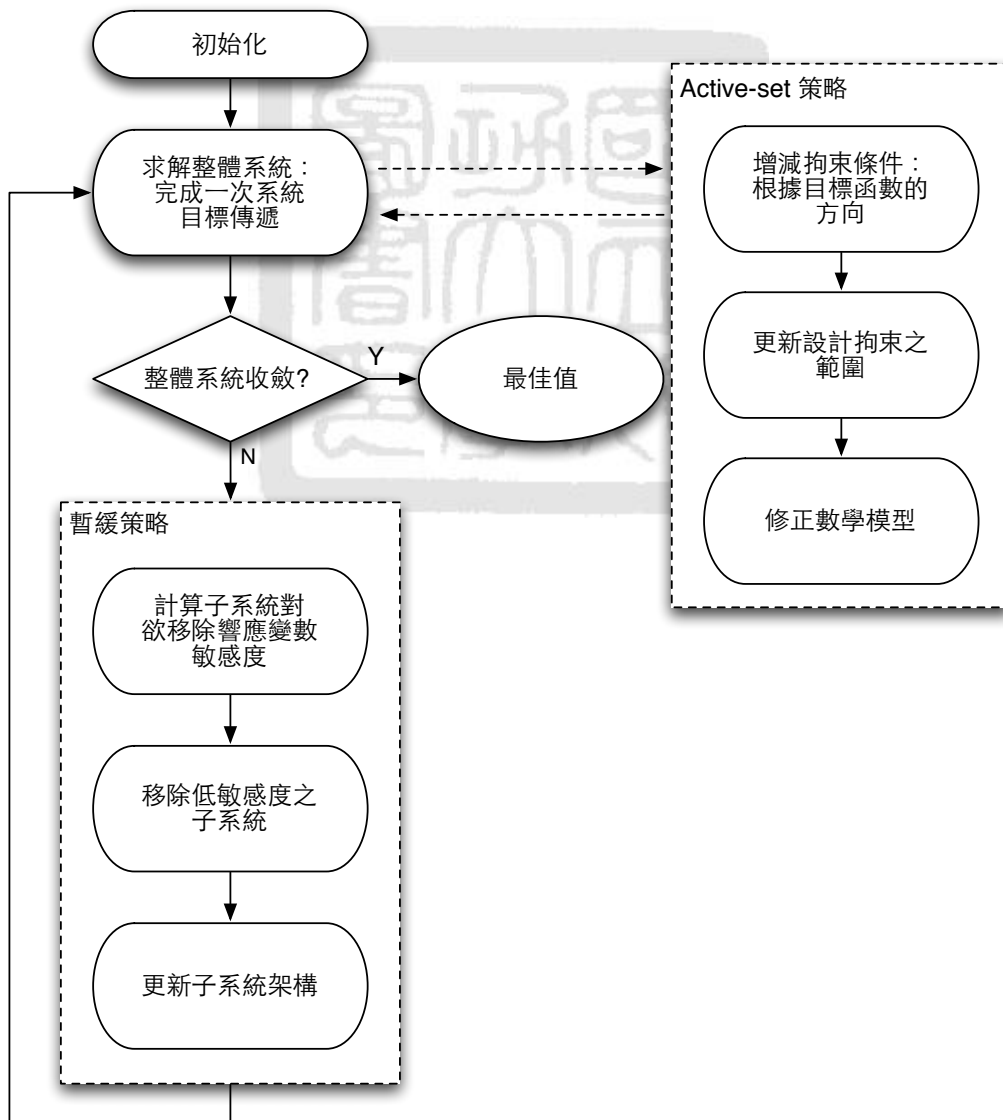 初始化
Active-set 策略
求解整体系統：
完成一次系統
目標傳遞
增減拘束條件：
根據目標函數的
方向
更新設計拘束之
範圍
整體系統收斂?
Y
最佳值
N
修正數學模型
暫緩策略
計算子系統對
欲移除響應變數
敏感度
移除低敏感度之
子系統
更新子系統架構